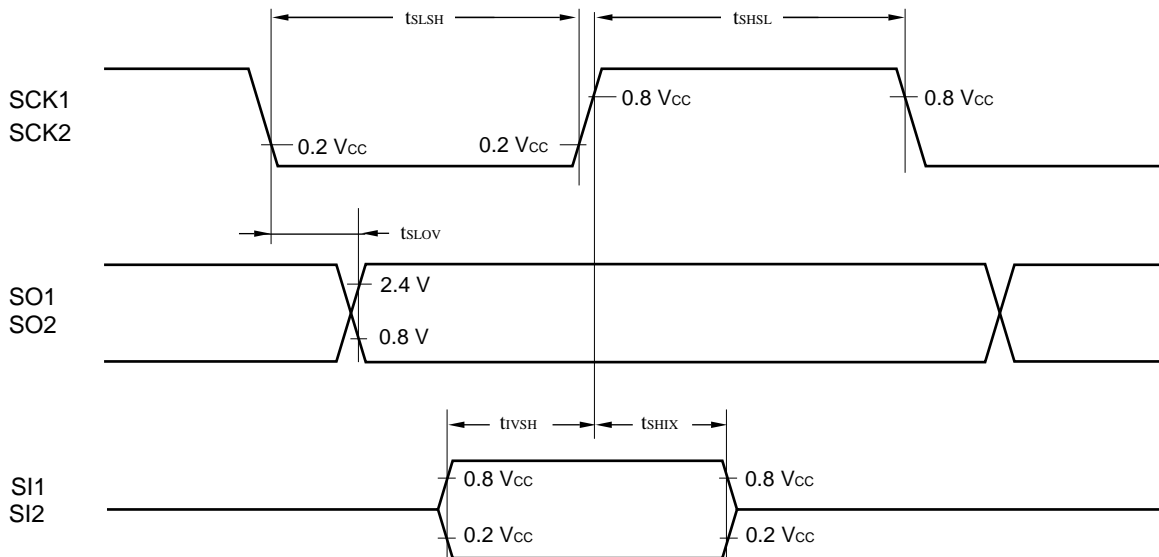 tSLSH tSHSL
SCK1
SCK2
0.8 VCC 0.8 VCC
0.2 VCC 0.2 VCC
tSLOV
SO1
SO2
2.4 V
0.8 V
tIVSH tSHIX
SI1
SI2
0.8 VCC 0.8 VCC
0.2 VCC 0.2 VCC